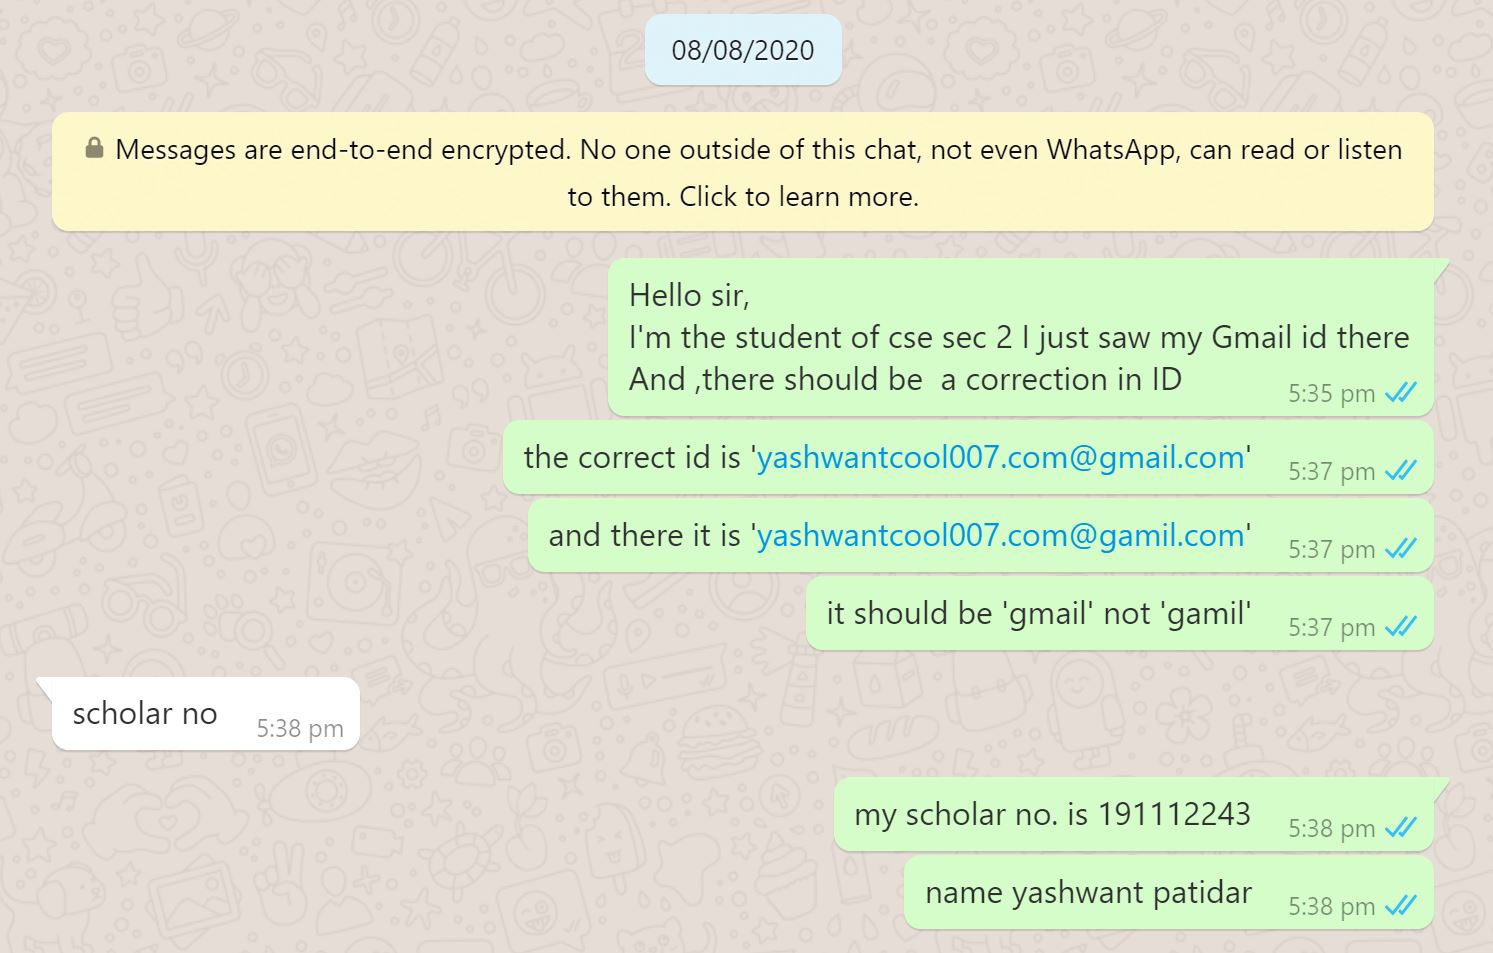 08/08/2020
Messages are end-to-end encrypted. No one outside of this chat, not even WhatsApp, can read or listen
to them. Click to learn more.
Hello sir,
I'm the student of cse sec 2 I just saw my Gmail id there
And ,there should be  a correction in ID
5:35 pm
the correct id is 'yashwantcool007.com@gmail.com'
5:37 pm
and there it is 'yashwantcool007.com@gamil.com'
5:37 pm
it should be 'gmail' not 'gamil'
5:37 pm
scholar no
5:38 pm
my scholar no. is 191112243
5:38 pm
name yashwant patidar
5:38 pm